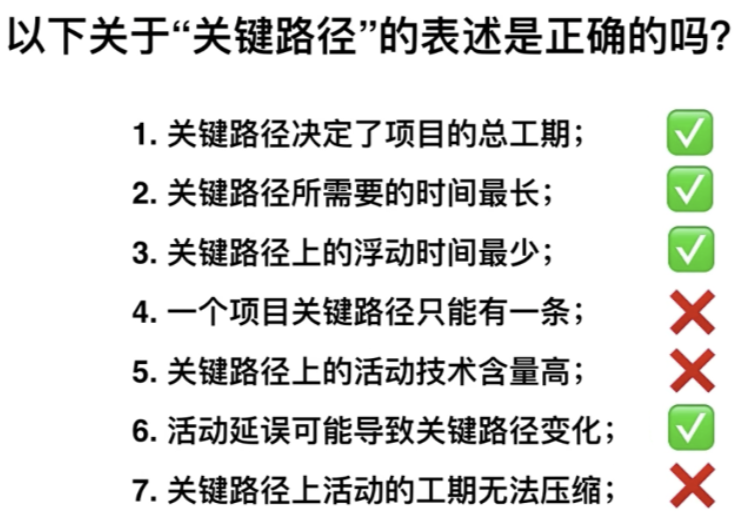 以下关于“关键路径”的表述是正确的吗?
1. 关键路径决定了项目的总工期; ✅
2. 关键路径所需要的时间最长; ✅
3. 关键路径上的浮动时间最少; ✅
4. 一个项目关键路径只能有一条; ❌
5. 关键路径上的活动技术含量高; ❌
6. 活动延误可能导致关键路径变化; ✅
7. 关键路径上活动的工期无法压缩; ❌